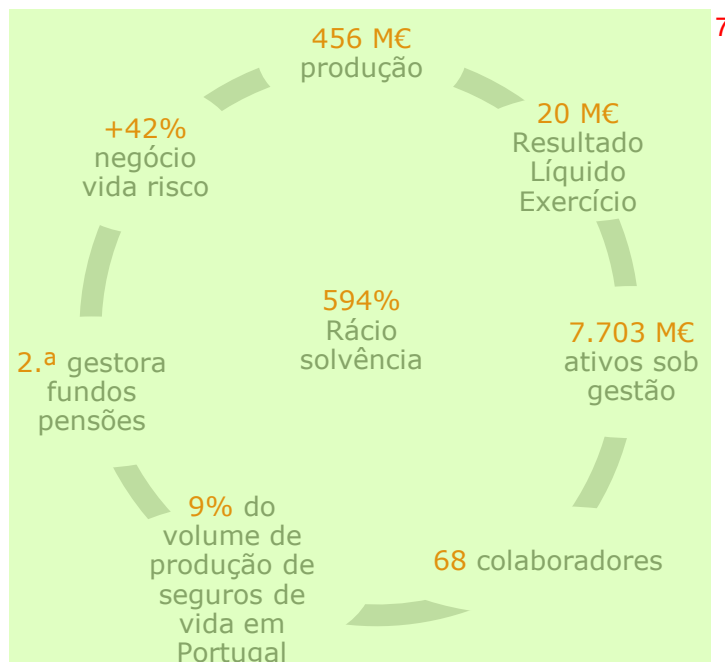 456 M€
produção
7
20 M€
Resultado
Líquido
Exercício
+42%
negócio
vida risco
594%
Rácio
solvência
7.703 M€
ativos sob
gestão
2.ª gestora
fundos
pensões
9% do
volume de
produção de
seguros de
vida em
Portugal
68 colaboradores